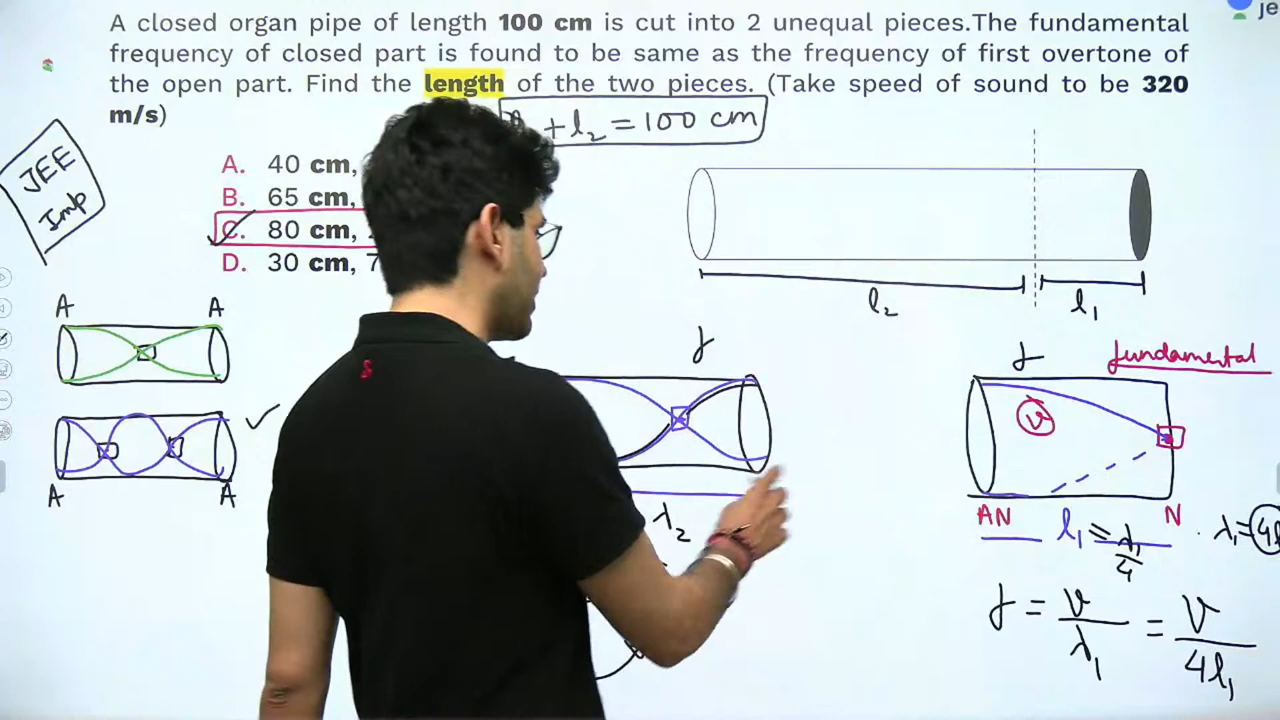 A closed organ pipe of length 100 cm is cut into 2 unequal pieces.The fundamental
frequency of closed part is found to be same as the frequency of first overtone of
the open part. Find the length of the two pieces. (Take speed of sound to be 320
m/s)
je
+ l₂ = 100 cm
JEE
Imp
A. 40 cm,
B. 65 cm,
C. 80 cm,
D. 30 cm, 7
l₂
l₁
A A
A A
f
λ₂
f
fundamental
v
AN N
l₁ = λ₁/4
λ₁ = 4l
f = v/λ₁ = v/4l₁